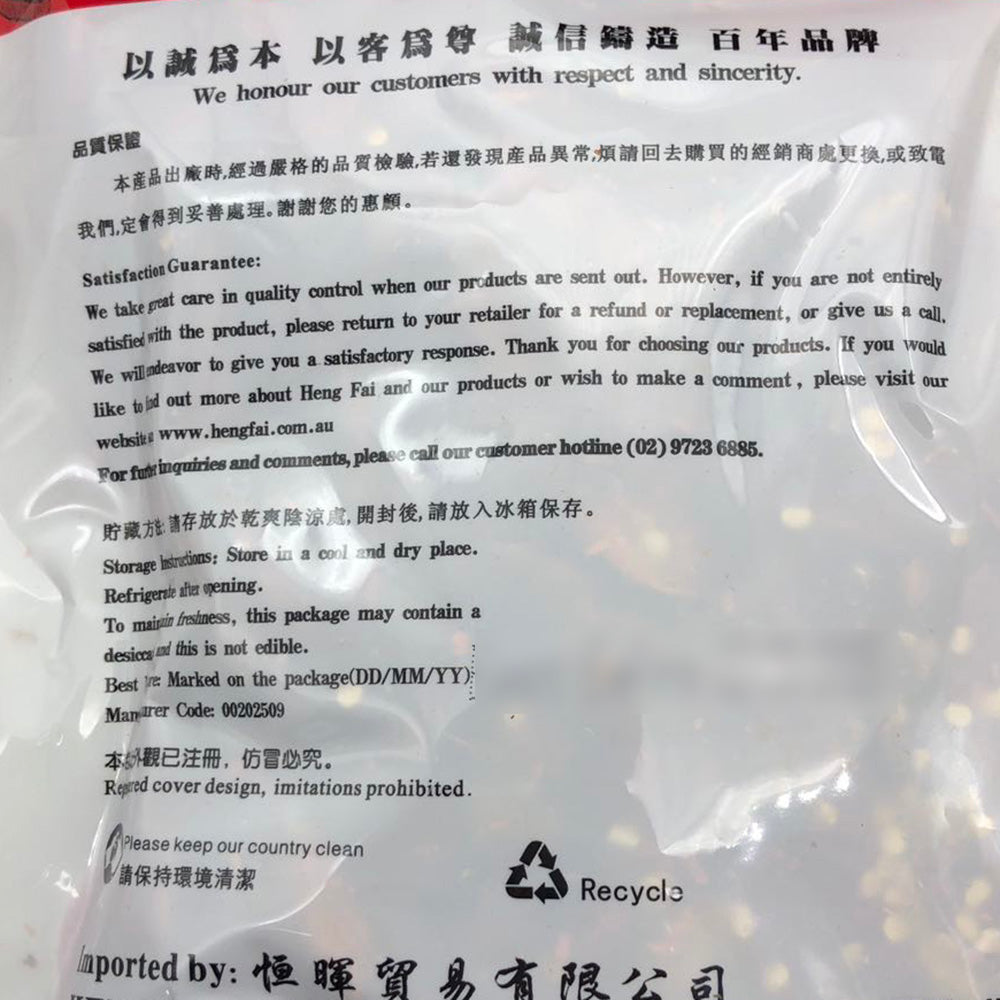 以誠爲本 以客爲尊 誠信鑄造 百年品牌
We honour our customers with respect and sincerity.
品質保證
本產品出廠時,經過嚴格的品質檢驗,若還發現產品異常,煩請回去購買的經銷商處更換,或致電
我們,定會得到妥善處理。謝謝您的惠顧。
Satisfaction Guarantee:
We take great care in quality control when our products are sent out. However, if you are not entirely
satisfied with the product, please return to your retailer for a refund or replacement, or give us a call.
We will endeavor to give you a satisfactory response. Thank you for choosing our products. If you would
like to find out more about Heng Fai and our products or wish to make a comment, please visit our
website www.hengfai.com.au
For further inquiries and comments, please call our customer hotline (02) 9723 6885.
貯藏方法:請存放於乾爽陰涼處,開封後,請放入冰箱保存。
Storage Instructions: Store in a cool and dry place.
Refrigerate after opening.
To maintain freshness, this package may contain a
and this is not edible.
Best Marked on the package(DD/MM/YY):
Code: 00202509
本 外觀已注冊，仿冒必究。
cover design, imitations prohibited.
Please keep our country clean
請保持環境清潔
Recycle
Imported by: 恒暉貿易有限公司